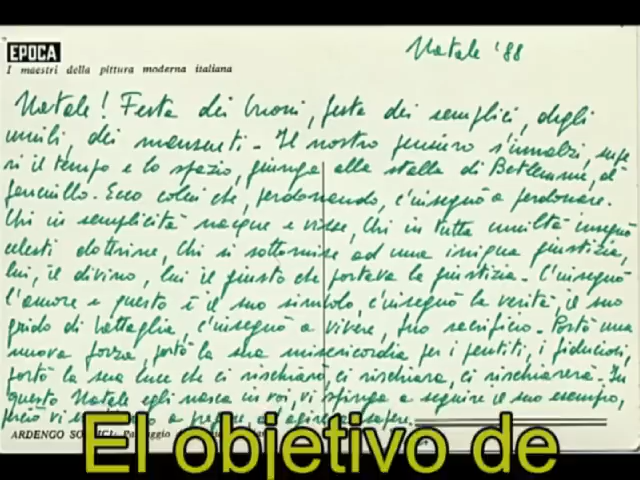 EPOCA
I maestri della pittura moderna italiana
Natale '88
Natale! Festa dei buoni, festa dei semplici, degli
umili, dei mansueti - Il nostro pensiero s'innalzi, supe
ri il tempo e lo spazio, giunga alla stalla di Betlemme, al
fanciullo. Ecco colui che, perdonando, c'insegnò a perdonare.
Chi in semplicità nacque e visse, Chi in tutta umiltà insegnò
celesti dottrine, Chi si sottomise ad una iniqua giustizia,
lui, il divino, lui il giusto che portava la giustizia. C'insegnò
l'amore e questo è il suo simbolo, c'insegnò la verità, il suo
grido di battaglia, c'insegnò a vivere, suo sacrificio. Portò una
nuova forza, portò la sua misericordia per i pentiti, i fiduciosi,
portò la sua luce che ci rischiarò, ci rischiara, ci rischiarerà. In
questo Natale egli nasca in voi, vi spinga a seguire il suo esempio,
perciò vi a sapere.
ARDENGO
El objetivo de